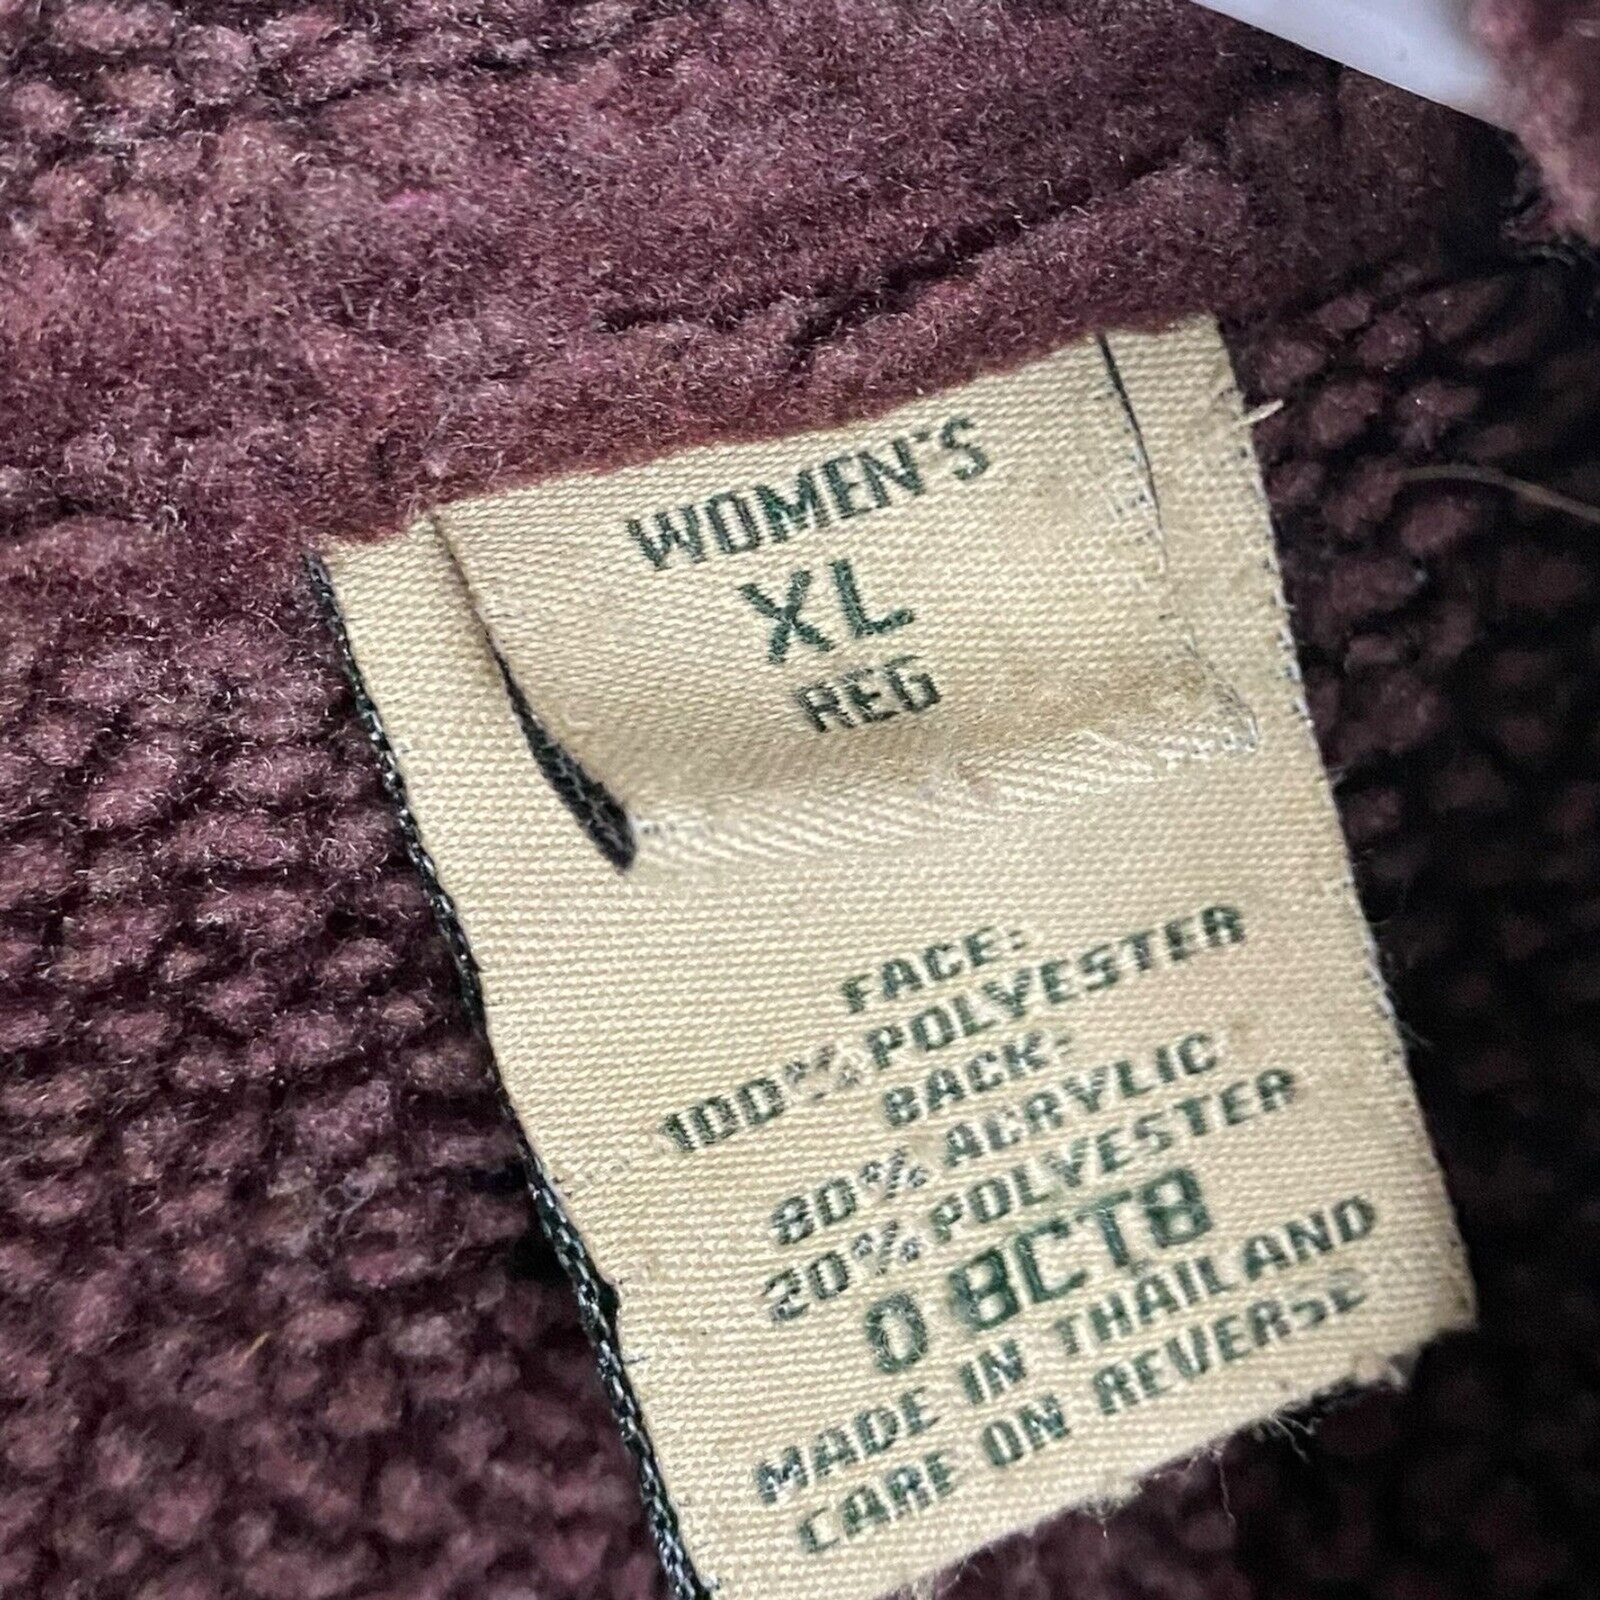 WOMEN'S
XL
REG
FACE:
100% POLYESTER
BACK:
80% ACRYLIC
20% POLYESTER
0 8CT8
MADE IN THAILAND
CARE ON REVERSE